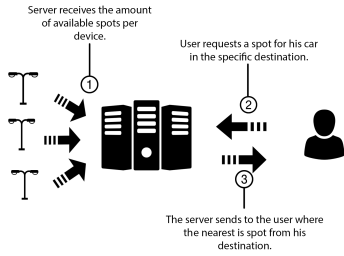 Server receives the amount
of available spots per
device.
1
User requests a spot for his car
in the specific destination.
2
3
The server sends to the user where
the nearest is spot from his
destination.